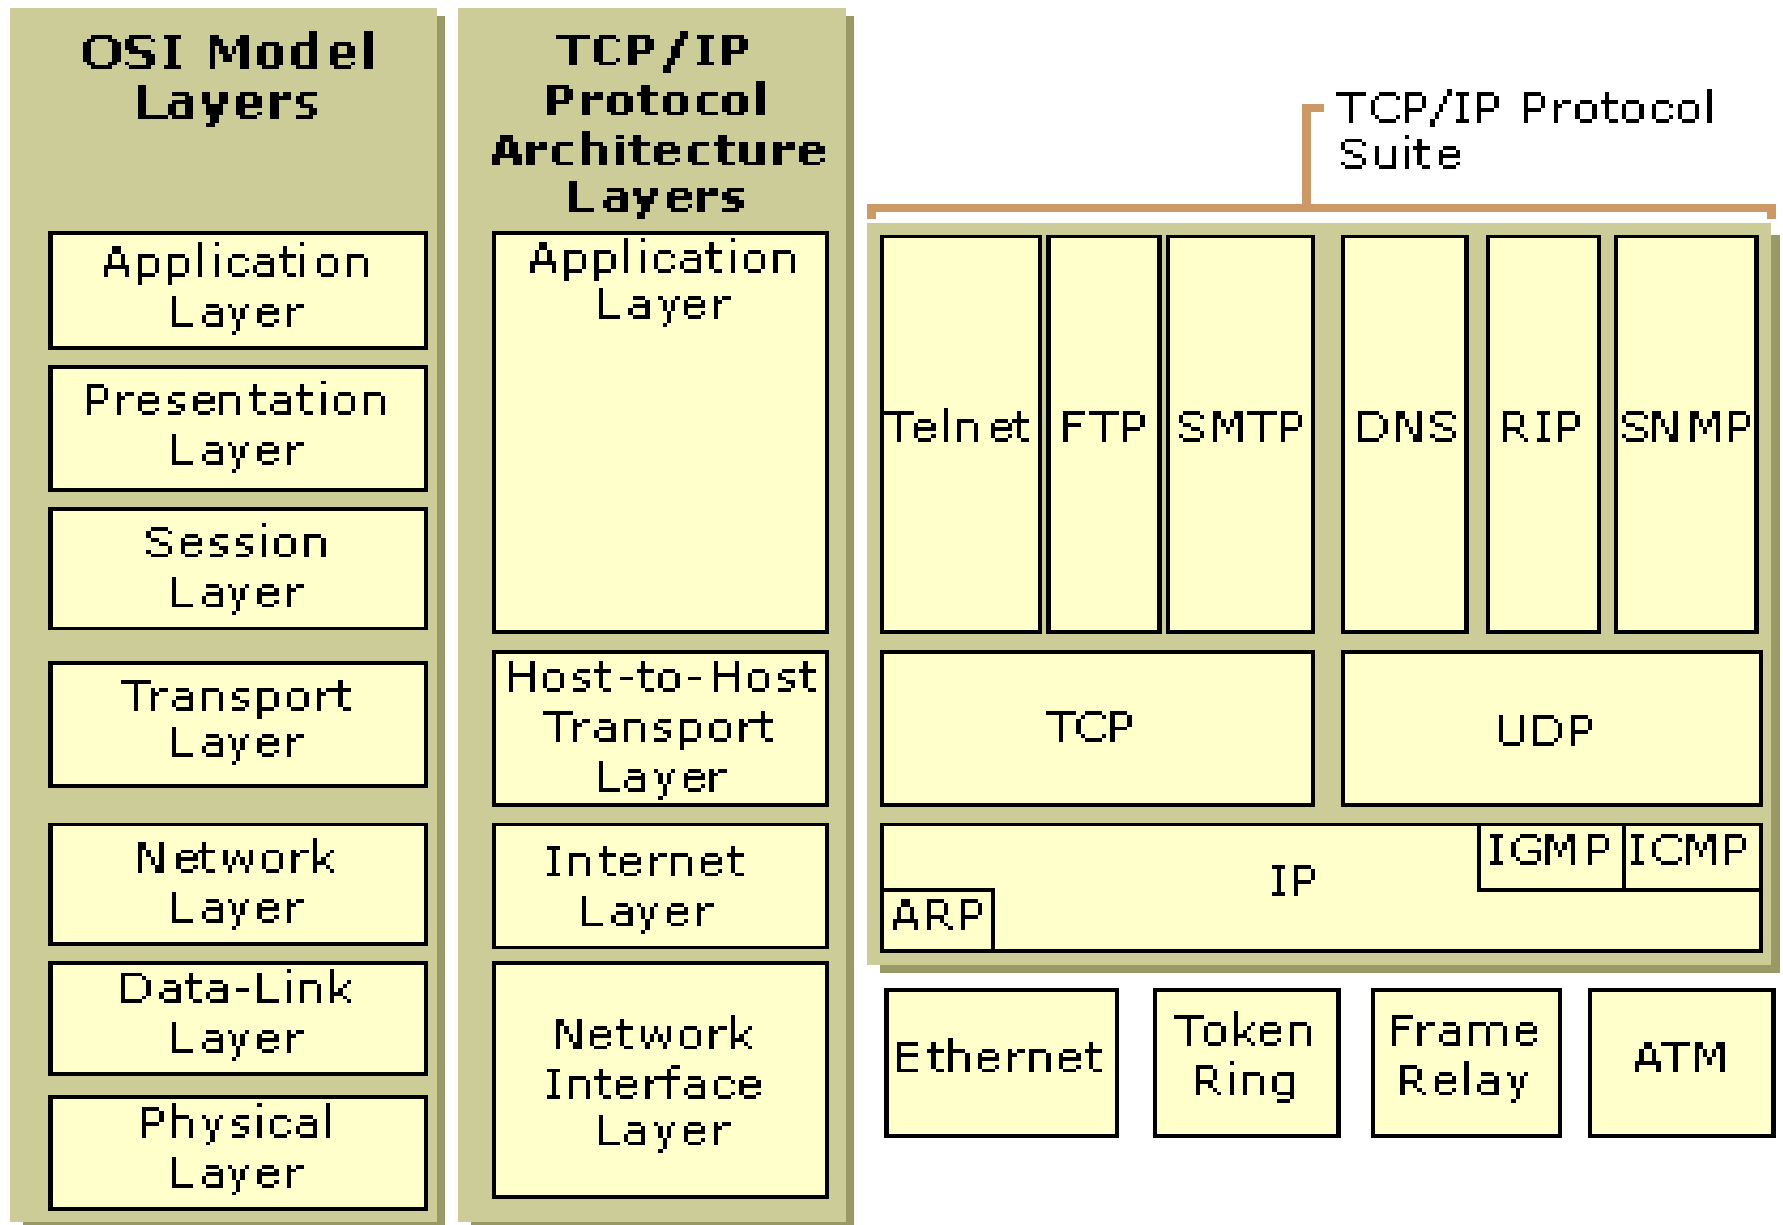 OSI Model
Layers
Application
Layer
Presentation
Layer
Session
Layer
Transport
Layer
Network
Layer
Data-Link
Layer
Physical
Layer
TCP/IP
Protocol
Architecture
Layers
Application
Layer
Host-to-Host
Transport
Layer
Internet
Layer
Network
Interface
Layer
TCP/IP Protocol
Suite
Telnet
FTP
SMTP
DNS
RIP
SNMP
TCP
UDP
IP
IGMP
ICMP
ARP
Ethernet
Token
Ring
Frame
Relay
ATM